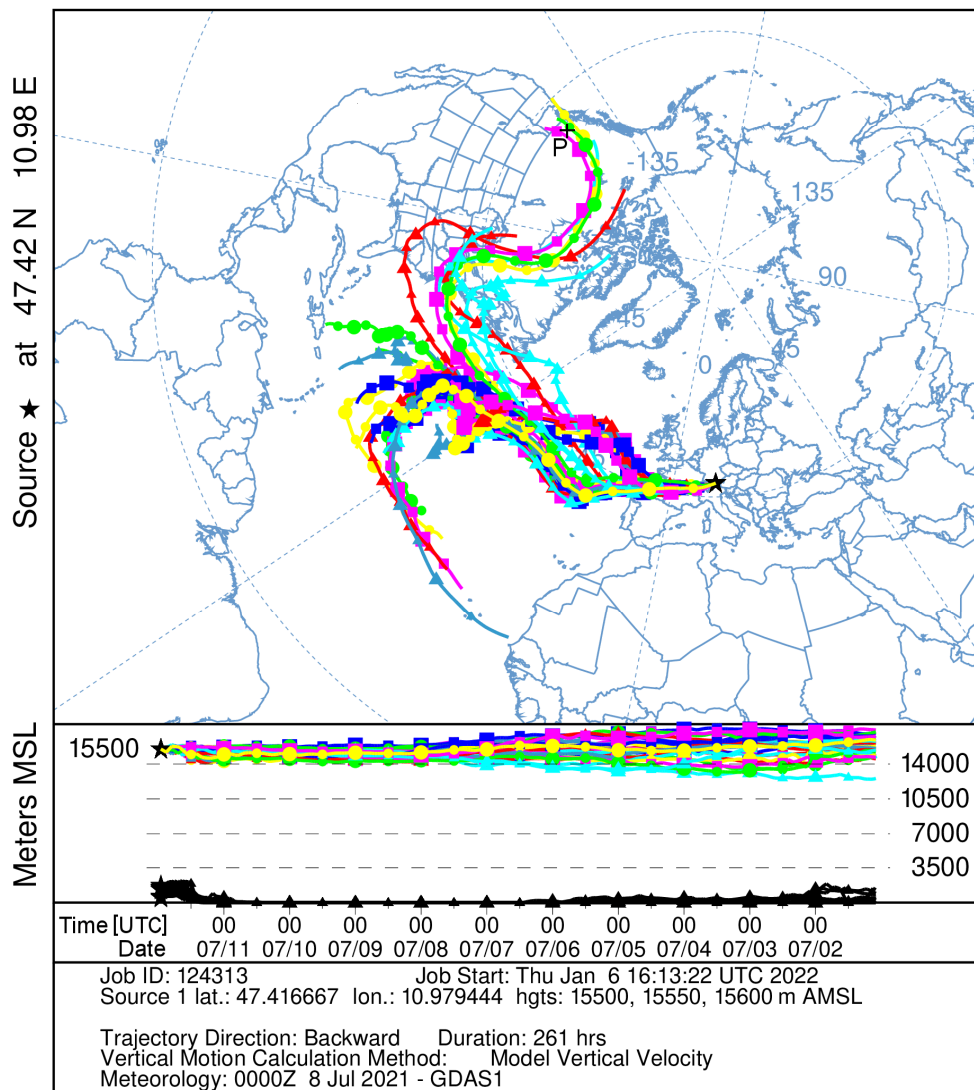 Source ★ at 47.42 N 10.98 E
P
-135
135
90
45
45
0
Meters MSL
15500
14000
10500
7000
3500
Time [UTC] 00 00 00 00 00 00 00 00 00 00
Date 07/11 07/10 07/09 07/08 07/07 07/06 07/05 07/04 07/03 07/02
Job ID: 124313 Job Start: Thu Jan 6 16:13:22 UTC 2022
Source 1 lat.: 47.416667 lon.: 10.979444 hgts: 15500, 15550, 15600 m AMSL
Trajectory Direction: Backward Duration: 261 hrs
Vertical Motion Calculation Method: Model Vertical Velocity
Meteorology: 0000Z 8 Jul 2021 - GDAS1